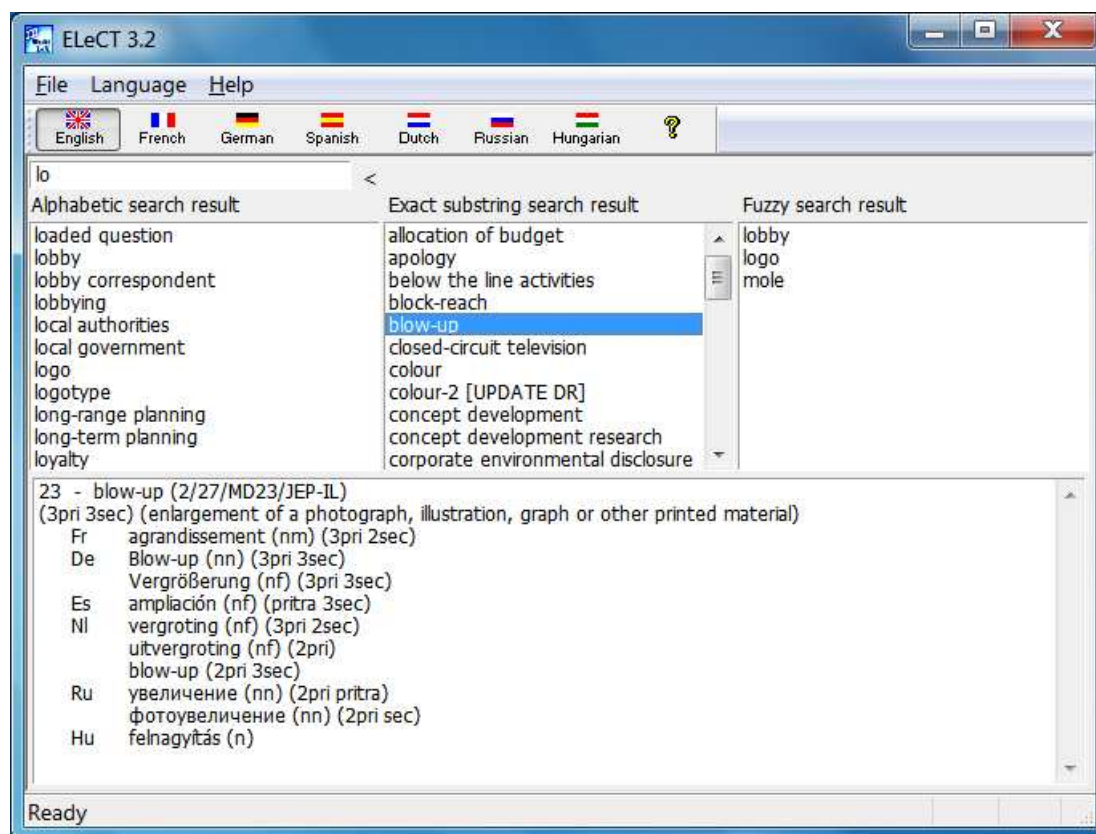 ELeCT 3.2
File Language Help
English French German Spanish Dutch Russian Hungarian ?
lo <
Alphabetic search result
loaded question
lobby
lobby correspondent
lobbying
local authorities
local government
logo
logotype
long-range planning
long-term planning
loyalty
Exact substring search result
allocation of budget
apology
below the line activities
block-reach
blow-up
closed-circuit television
colour
colour-2 [UPDATE DR]
concept development
concept development research
corporate environmental disclosure
Fuzzy search result
lobby
logo
mole
23 - blow-up (2/27/MD23/JEP-IL)
(3pri 3sec) (enlargement of a photograph, illustration, graph or other printed material)
Fr agrandissement (nm) (3pri 2sec)
De Blow-up (nn) (3pri 3sec)
Vergrößerung (nf) (3pri 3sec)
Es ampliación (nf) (pritra 3sec)
Nl vergroting (nf) (3pri 2sec)
uitvergroting (nf) (2pri)
blow-up (2pri 3sec)
Ru увеличение (nn) (2pri pritra)
фотоувеличение (nn) (2pri sec)
Hu felnagyítás (n)
Ready